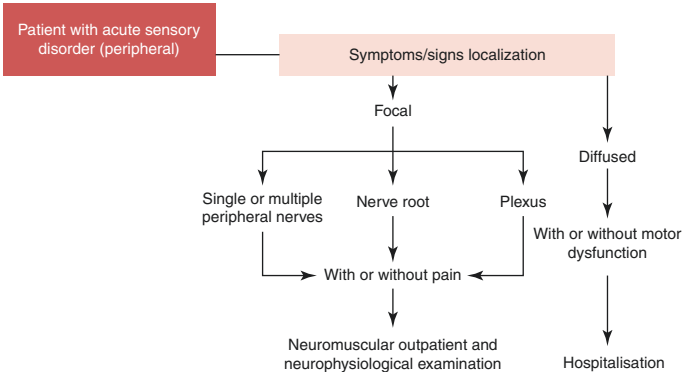 Patient with acute sensory
disorder (peripheral)
Symptoms/signs localization
Focal
Diffused
Single or multiple
peripheral nerves
Nerve root
Plexus
With or without motor
dysfunction
With or without pain
Neuromuscular outpatient and
neurophysiological examination
Hospitalisation